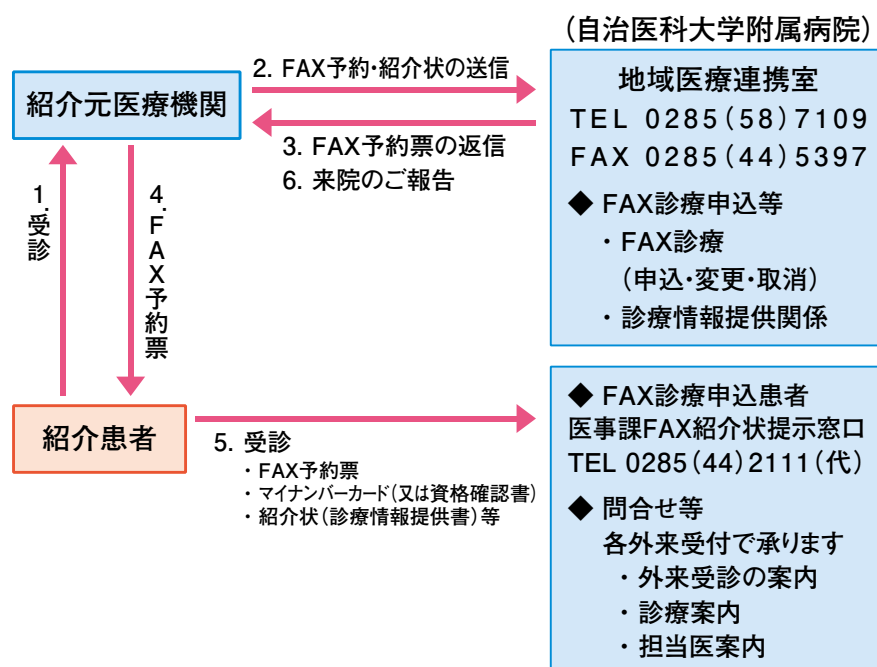 (自治医科大学附属病院)
紹介元医療機関
2. FAX予約・紹介状の送信
3. FAX予約票の返信
6. 来院のご報告
地域医療連携室
TEL 0285(58)7109
FAX 0285(44)5397
◆ FAX診療申込等
・FAX診療
(申込・変更・取消)
・診療情報提供関係
1.受診
4.FAX予約票
紹介患者
5. 受診
・FAX予約票
・マイナンバーカード(又は資格確認書)
・紹介状(診療情報提供書)等
◆ FAX診療申込患者
医事課FAX紹介状提示窓口
TEL 0285(44)2111(代)
◆ 問合せ等
各外来受付で承ります
・外来受診の案内
・診療案内
・担当医案内